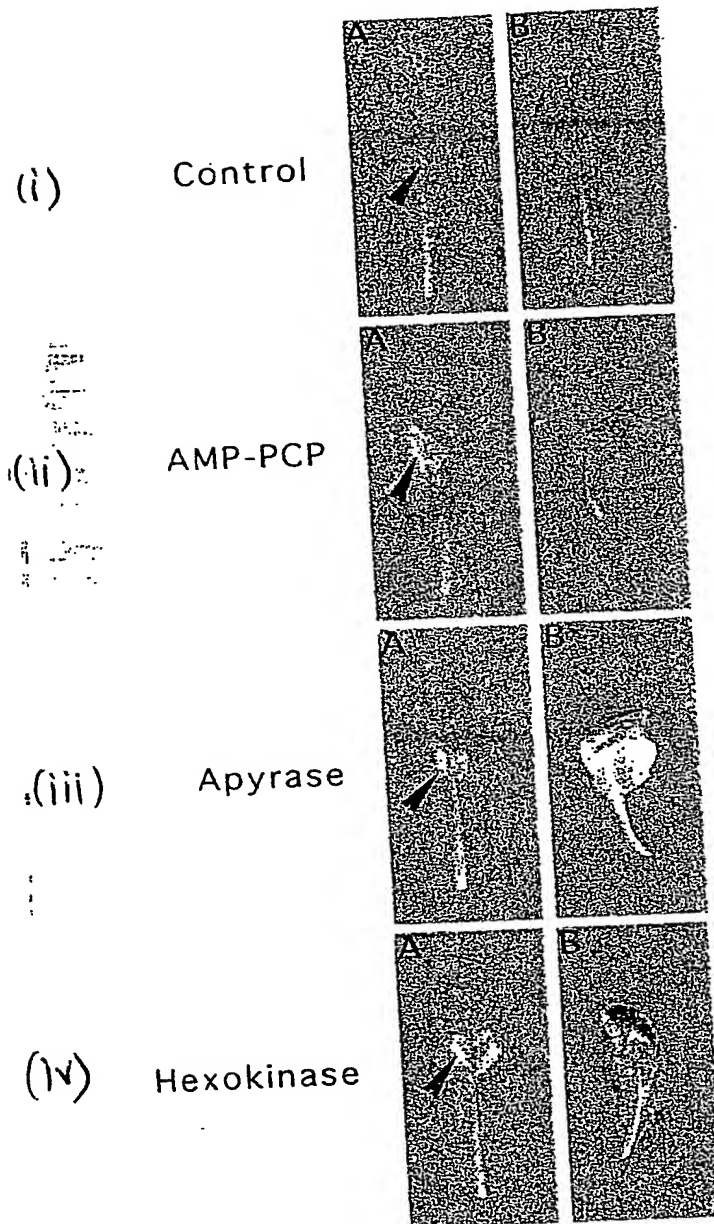 A B
(i) Control
A B
(ii) AMP-PCP
A B
(iii) Apyrase
A B
(iv) Hexokinase